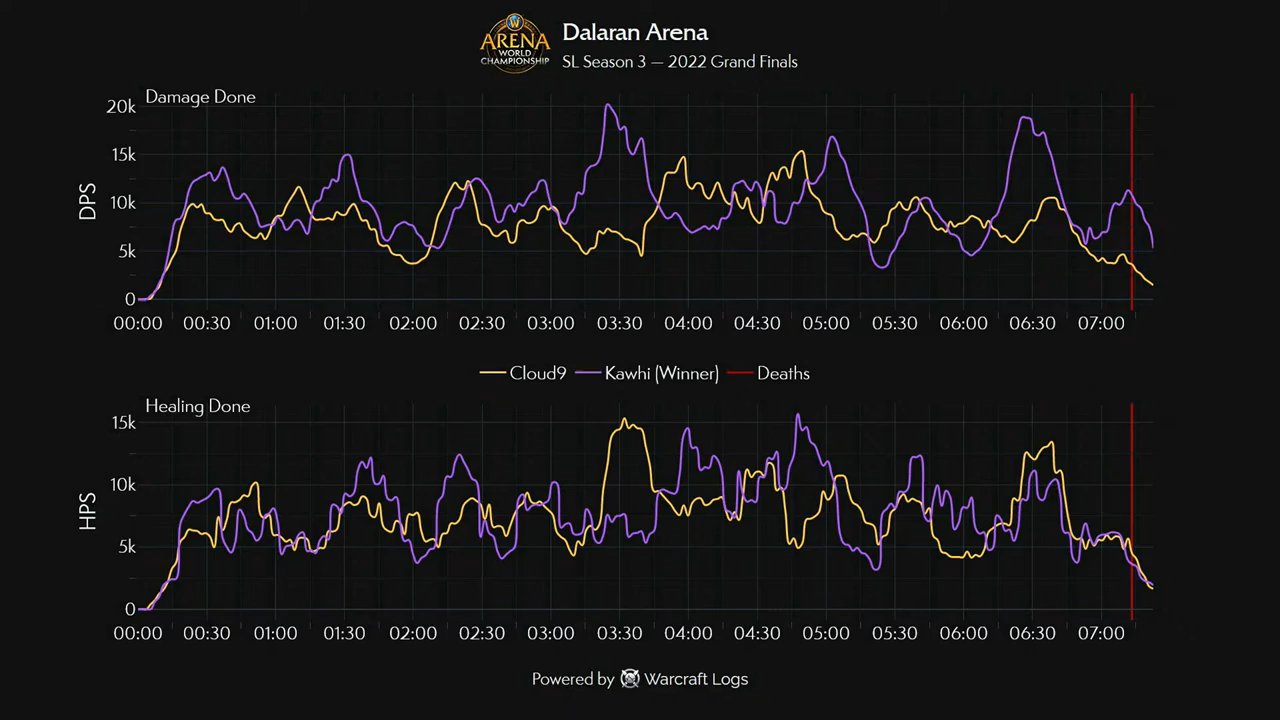 W
ARENA
WORLD
CHAMPIONSHIP
Dalaran Arena
SL Season 3 — 2022 Grand Finals
Damage Done
DPS
20k
15k
10k
5k
0
00:00 00:30 01:00 01:30 02:00 02:30 03:00 03:30 04:00 04:30 05:00 05:30 06:00 06:30 07:00
Cloud9 Kawhi (Winner) Deaths
Healing Done
HPS
15k
10k
5k
0
00:00 00:30 01:00 01:30 02:00 02:30 03:00 03:30 04:00 04:30 05:00 05:30 06:00 06:30 07:00
Powered by Warcraft Logs